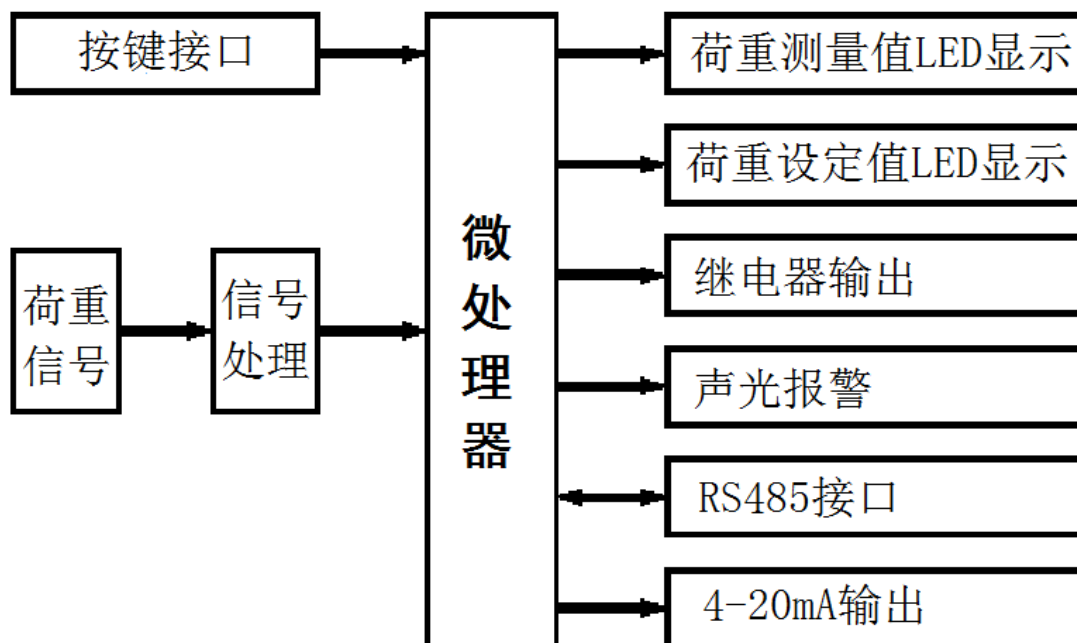 按键接口
荷重测量值LED显示
荷重设定值LED显示
荷重
信号
信号
处理
微
处
理
器
继电器输出
声光报警
RS485接口
4-20mA输出